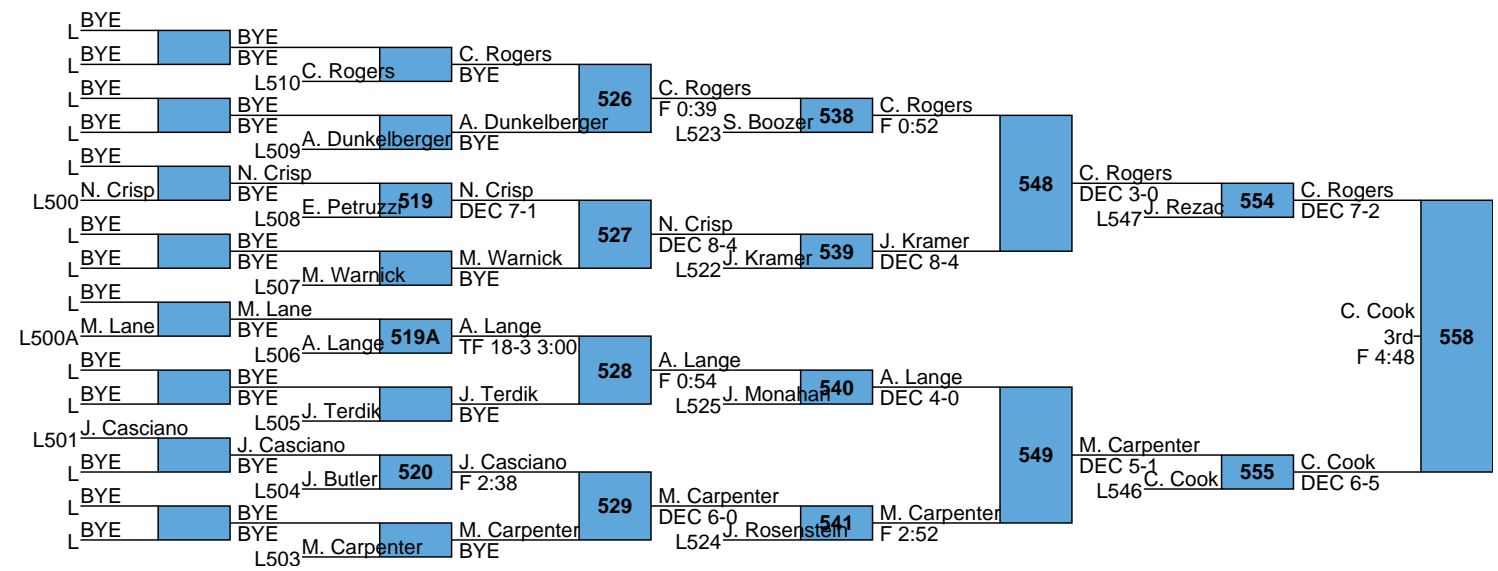 BYE
L
BYE
L
BYE
BYE
L510 C. Rogers
C. Rogers
BYE
BYE
L
BYE
L
BYE
BYE
L509 A. Dunkelberger
A. Dunkelberger
BYE
526
C. Rogers
F 0:39
L523 S. Boozer
538
C. Rogers
F 0:52
BYE
L
L500 N. Crisp
N. Crisp
BYE
L508 E. Petruzzi
519
N. Crisp
DEC 7-1
BYE
L
BYE
L
BYE
BYE
L507 M. Warnick
M. Warnick
BYE
527
N. Crisp
DEC 8-4
L522 J. Kramer
539
J. Kramer
DEC 8-4
548
C. Rogers
DEC 3-0
L547 J. Rezac
554
C. Rogers
DEC 7-2
BYE
L
L500A M. Lane
M. Lane
BYE
L506 A. Lange
519A
A. Lange
TF 18-3 3:00
BYE
L
BYE
L
BYE
BYE
L505 J. Terdik
J. Terdik
BYE
528
A. Lange
F 0:54
L525 J. Monahan
540
A. Lange
DEC 4-0
L501 J. Casciano
BYE
L
J. Casciano
BYE
L504 J. Butler
520
J. Casciano
F 2:38
BYE
L
BYE
L
BYE
BYE
L503 M. Carpenter
M. Carpenter
BYE
529
M. Carpenter
DEC 6-0
L524 J. Rosenstein
541
M. Carpenter
F 2:52
549
M. Carpenter
DEC 5-1
L546 C. Cook
555
C. Cook
DEC 6-5
C. Cook
3rd
F 4:48
558